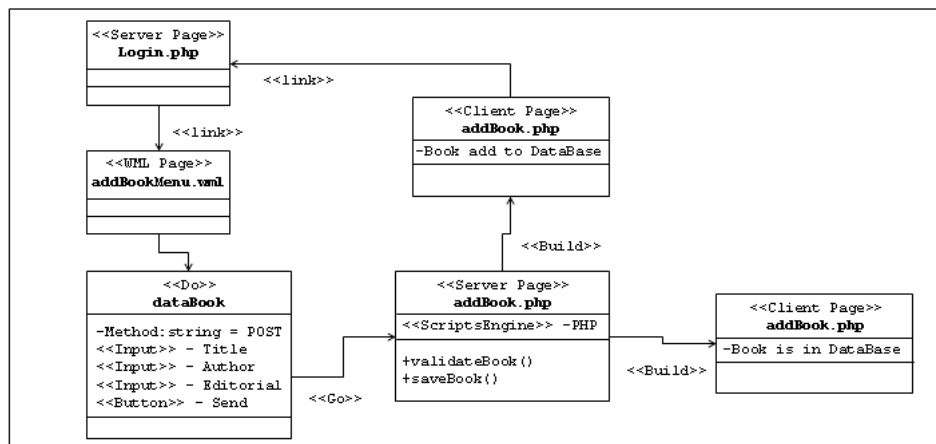 <<Server Page>>
Login.php
<<link>>
<<link>>
<<Client Page>>
addBook.php
-Book add to DataBase
<<WML Page>>
addBookMenu.wml
<<Build>>
<<Do>>
dataBook
-Method:string = POST
<<Input>> - Title
<<Input>> - Author
<<Input>> - Editorial
<<Button>> - Send
<<Go>>
<<Server Page>>
addBook.php
<<ScriptsEngine>> -PHP
+validateBook()
+saveBook()
<<Build>>
<<Client Page>>
addBook.php
-Book is in DataBase